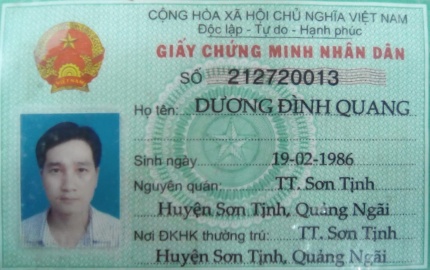 CỘNG HÒA XÃ HỘI CHỦ NGHĨA VIỆT NAM
Độc lập - Tự do - Hạnh phúc
GIẤY CHỨNG MINH NHÂN DÂN
SỐ 212720013
Họ tên: DƯƠNG ĐÌNH QUANG
Sinh ngày 19-02-1986
Nguyên quán: TT. Sơn Tịnh
Huyện Sơn Tịnh, Quảng Ngãi
Nơi ĐKHK thường trú: TT. Sơn Tịnh
Huyện Sơn Tịnh, Quảng Ngãi